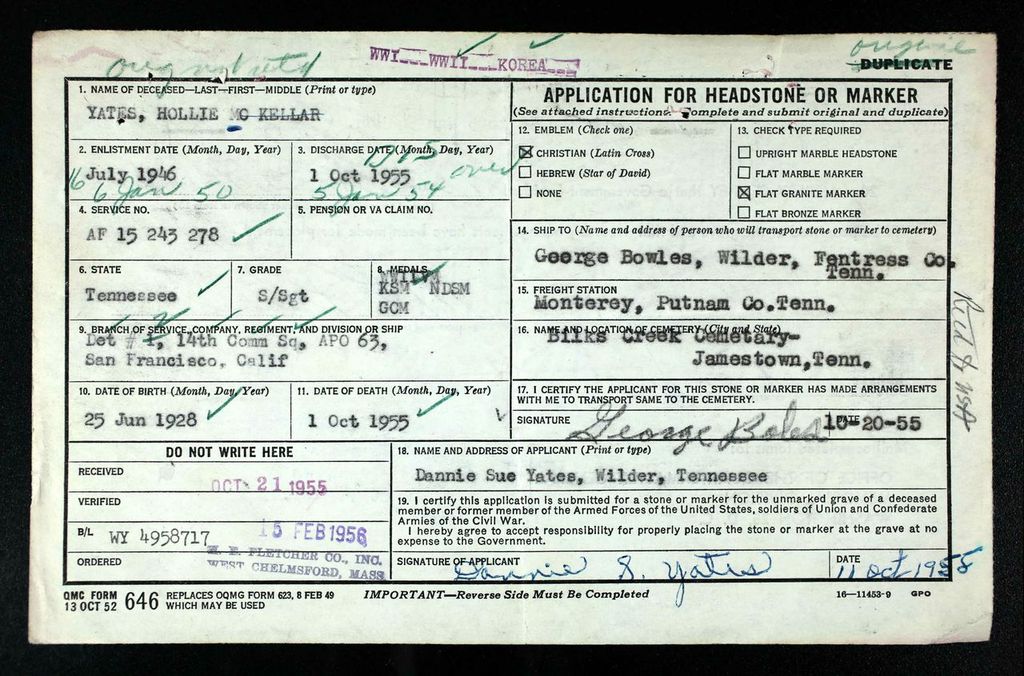 WWI___WWII___KOREA___
DUPLICATE
1. NAME OF DECEASED—LAST—FIRST—MIDDLE (Print or type)
YATES, HOLLIE MC KELLAR
2. ENLISTMENT DATE (Month, Day, Year)
July 1946
16
6 Jan 50
3. DISCHARGE DATE (Month, Day, Year)
1 Oct 1955
5 Jan 54
over
4. SERVICE NO.
AF 15 243 278
5. PENSION OR VA CLAIM NO.
6. STATE
Tennessee
7. GRADE
S/Sgt
8. MEDALS
KSM NDSM
GCM
9. BRANCH OF SERVICE, COMPANY, REGIMENT, AND DIVISION OR SHIP
Det # 1, 14th Comm Sq, APO 63,
San Francisco, Calif
10. DATE OF BIRTH (Month, Day, Year)
25 Jun 1928
11. DATE OF DEATH (Month, Day, Year)
1 Oct 1955
APPLICATION FOR HEADSTONE OR MARKER
(See attached instructions. Complete and submit original and duplicate)
12. EMBLEM (Check one)
CHRISTIAN (Latin Cross)
HEBREW (Star of David)
NONE
13. CHECK TYPE REQUIRED
UPRIGHT MARBLE HEADSTONE
FLAT MARBLE MARKER
FLAT GRANITE MARKER
FLAT BRONZE MARKER
14. SHIP TO (Name and address of person who will transport stone or marker to cemetery)
George Bowles, Wilder, Fentress Co.
Tenn.
15. FREIGHT STATION
Monterey, Putnam Co.Tenn.
16. NAME AND LOCATION OF CEMETERY (City and State)
Bilks Creek Cemetary-
Jamestown,Tenn.
17. I CERTIFY THE APPLICANT FOR THIS STONE OR MARKER HAS MADE ARRANGEMENTS
WITH ME TO TRANSPORT SAME TO THE CEMETERY.
SIGNATURE
George Boles
DATE
10-20-55
DO NOT WRITE HERE
RECEIVED
OCT 21 1955
VERIFIED
15 FEB 1956
B/L WY 4958717
ORDERED
H. E. FLETCHER CO., INC.
WEST CHELMSFORD, MASS
18. NAME AND ADDRESS OF APPLICANT (Print or type)
Dannie Sue Yates, Wilder, Tennessee
19. I certify this application is submitted for a stone or marker for the unmarked grave of a deceased
member or former member of the Armed Forces of the United States, soldiers of Union and Confederate
Armies of the Civil War.
I hereby agree to accept responsibility for properly placing the stone or marker at the grave at no
expense to the Government.
SIGNATURE OF APPLICANT
Dannie S. Yates
DATE
11 oct 1955
QMC FORM
13 OCT 52 646 REPLACES OQMG FORM 623, 8 FEB 49
WHICH MAY BE USED
IMPORTANT—Reverse Side Must Be Completed
16—11453-9 GPO